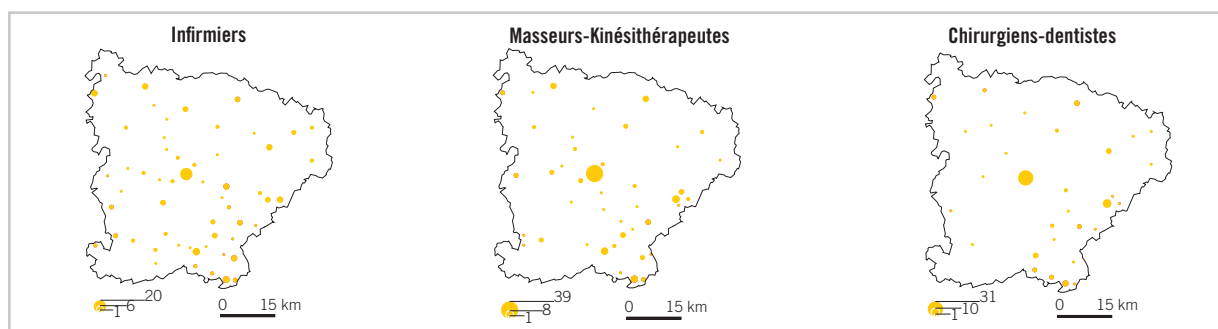 Infirmiers
20
6
1
0 15 km
Masseurs-Kinésithérapeutes
39
8
1
0 15 km
Chirurgiens-dentistes
31
10
1
0 15 km